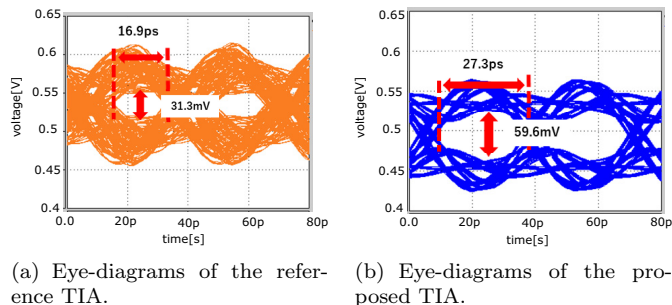 0.65
0.6
0.55
0.5
0.45
0.4
voltage[V]
16.9ps
31.3mV
0.0
20p
40p
60p
80p
time[s]
(a) Eye-diagrams of the refer-
ence TIA.
0.65
0.6
0.55
0.5
0.45
0.4
voltage[V]
27.3ps
59.6mV
0.0
20p
40p
60p
80p
time[s]
(b) Eye-diagrams of the pro-
posed TIA.